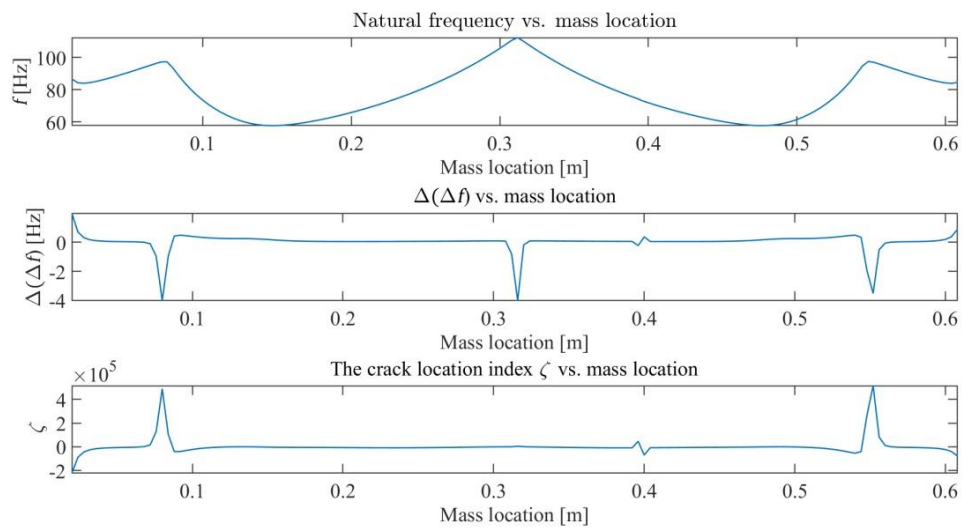 Natural frequency vs. mass location
f [Hz]
100
80
60
0.1 0.2 0.3 0.4 0.5 0.6
Mass location [m]
Δ(Δf) vs. mass location
Δ(Δf) [Hz]
0
-2
-4
0.1 0.2 0.3 0.4 0.5 0.6
Mass location [m]
The crack location index ζ vs. mass location
×10⁵
ζ
4
2
0
-2
0.1 0.2 0.3 0.4 0.5 0.6
Mass location [m]